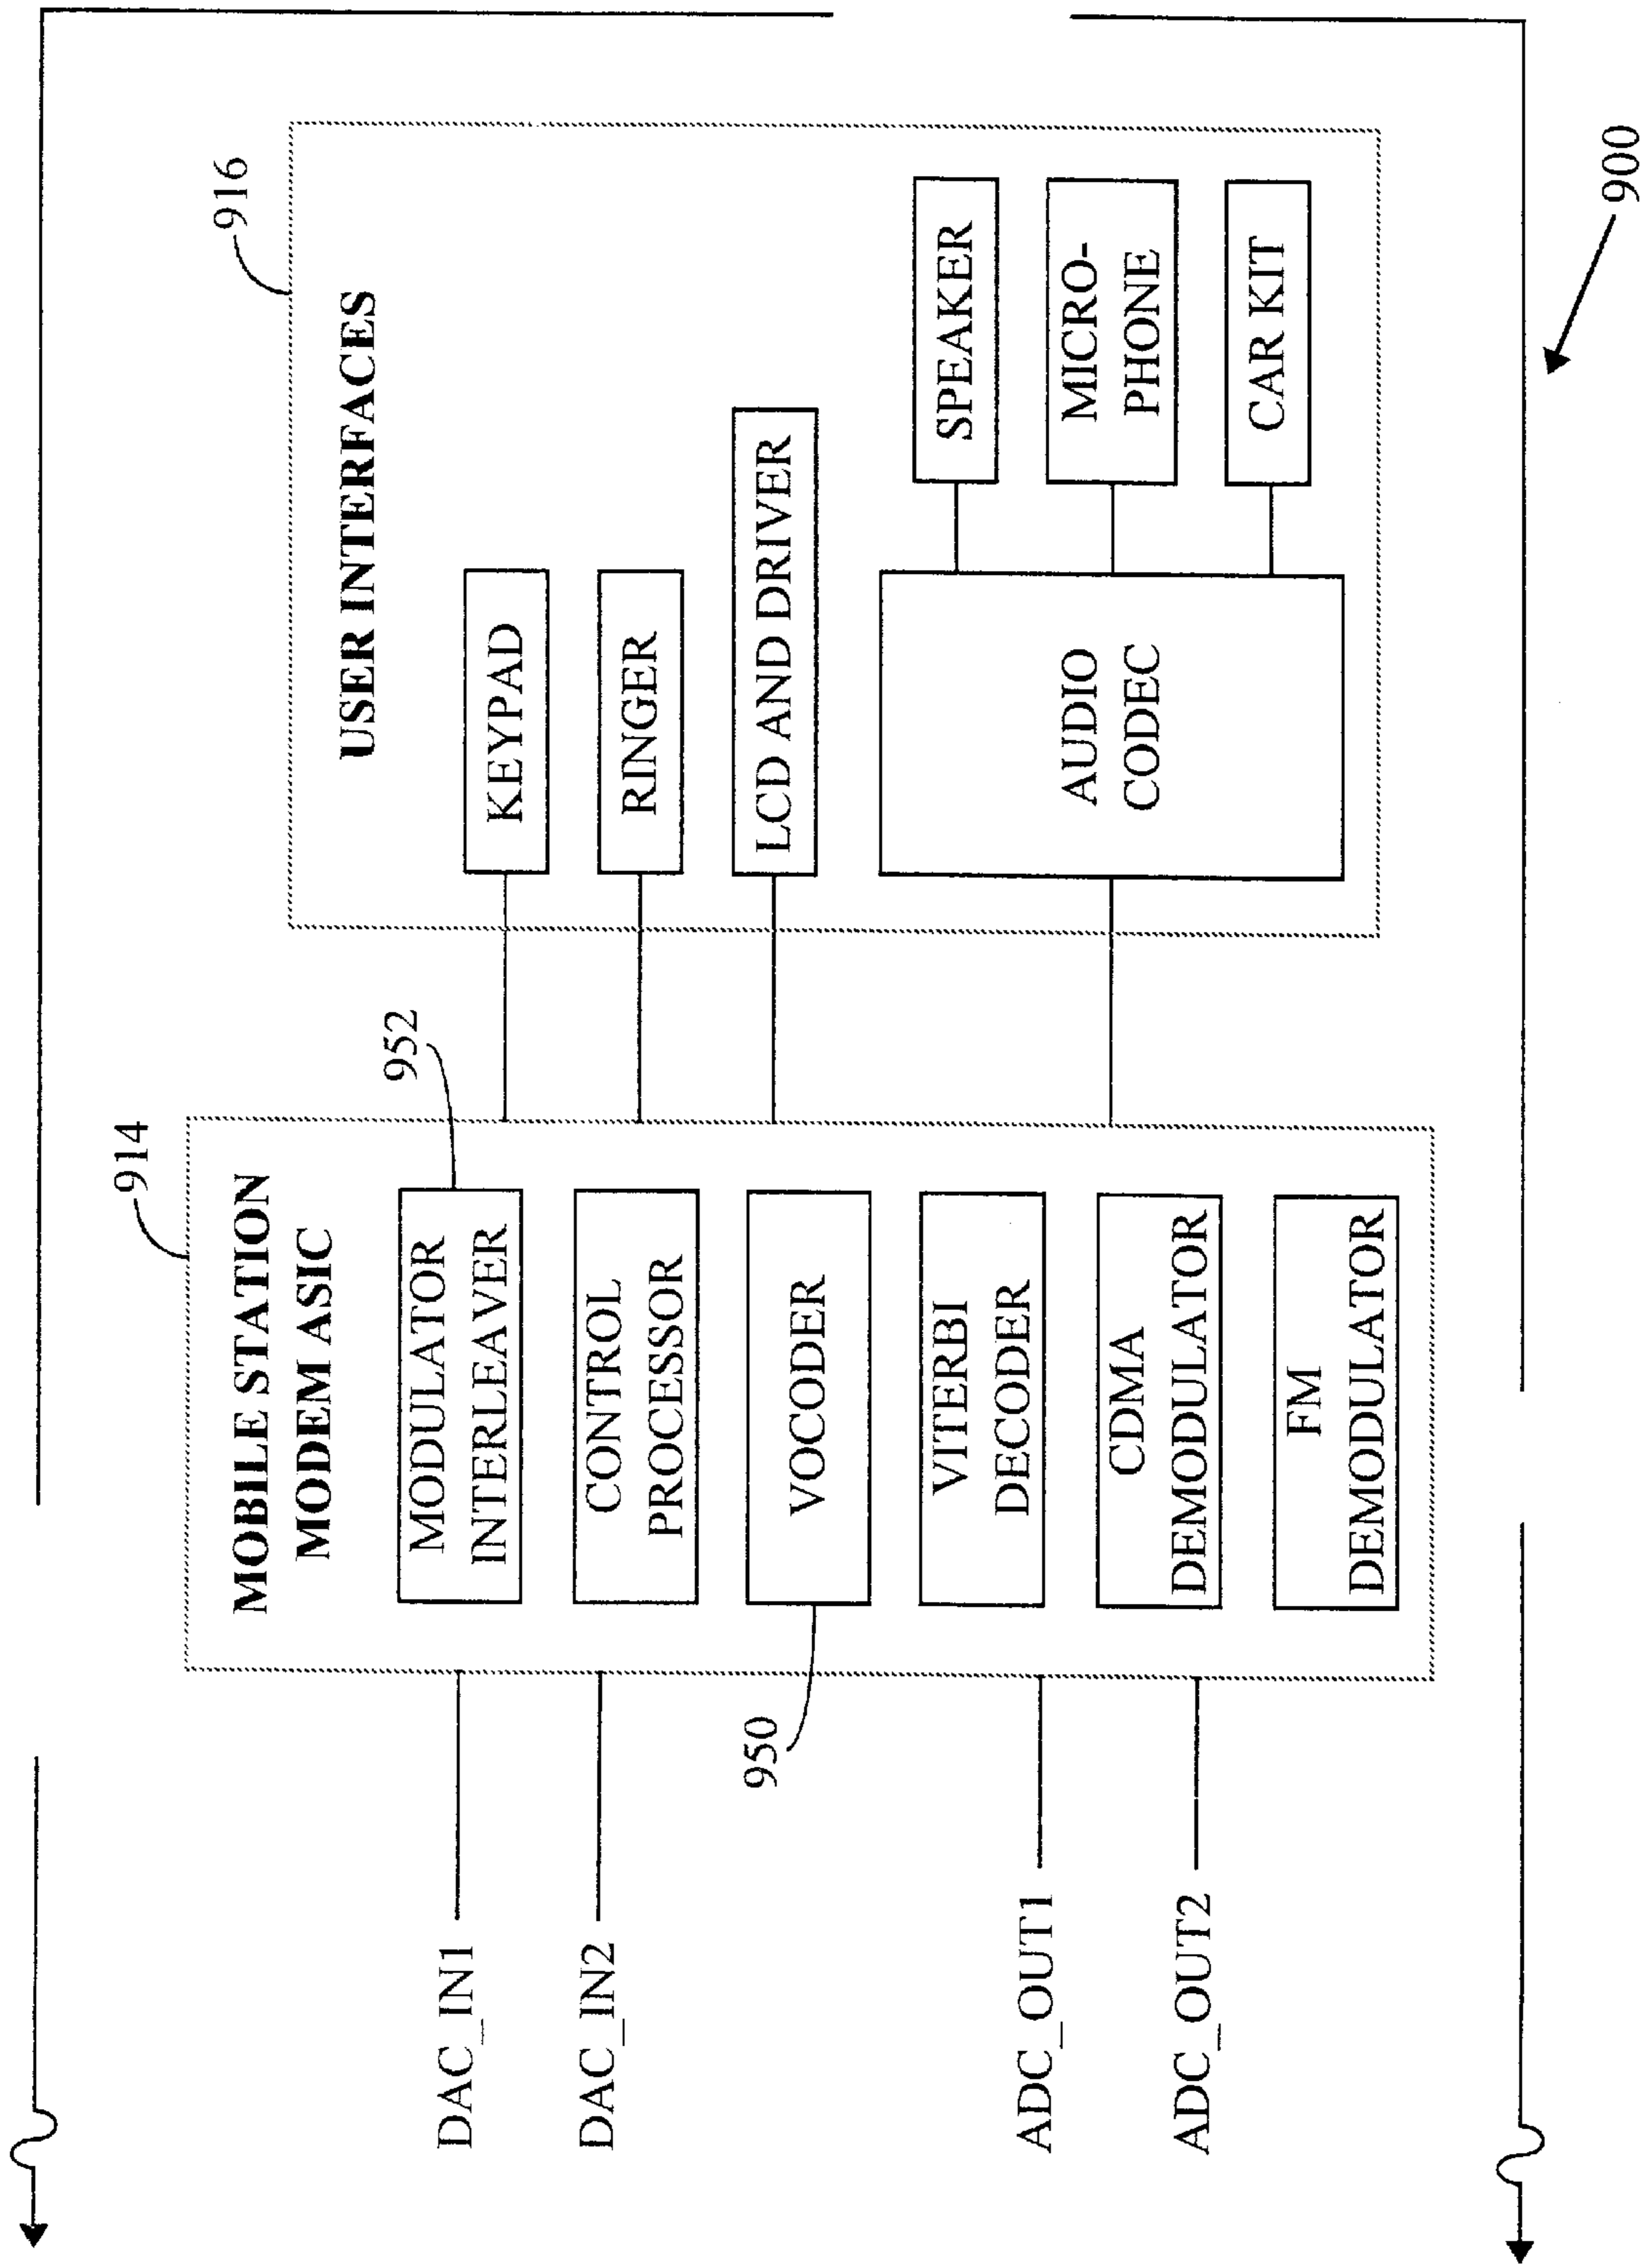 914
MOBILE STATION
MODEM ASIC
952
MODULATOR
INTERLEAVER
CONTROL
PROCESSOR
950
VOCODER
VITERBI
DECODER
CDMA
DEMODULATOR
FM
DEMODULATOR
DAC_IN1
DAC_IN2
ADC_OUT1
ADC_OUT2
916
USER INTERFACES
KEYPAD
RINGER
LCD AND DRIVER
AUDIO
CODEC
SPEAKER
MICRO-
PHONE
CAR KIT
900